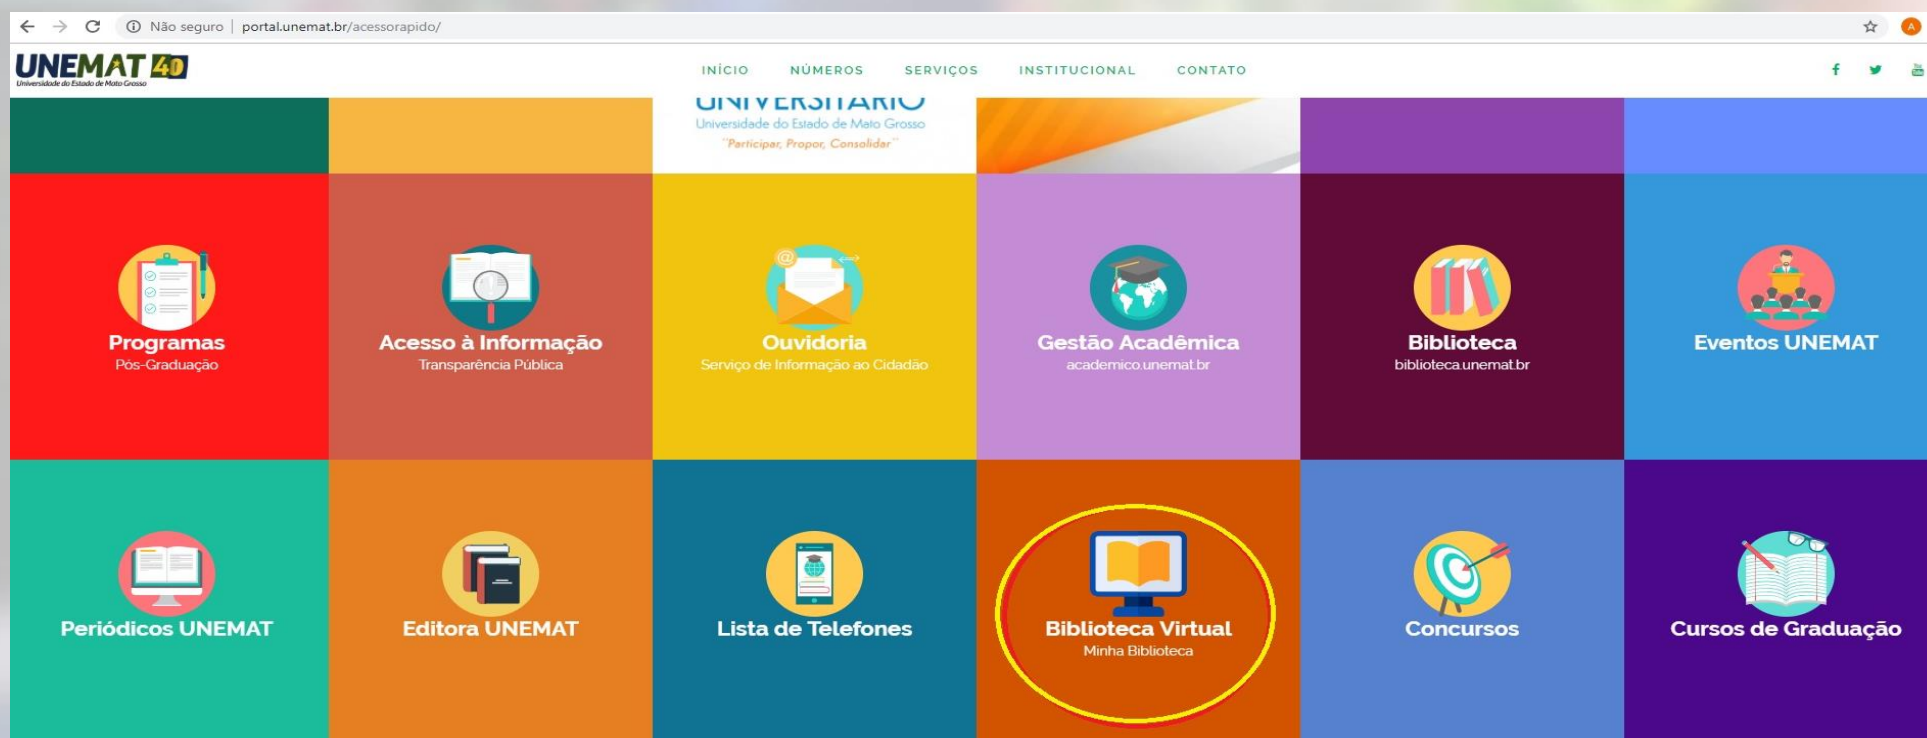 Não seguro | portal.unemat.br/acessorapido/
A
UNEMAT 40
Universidade do Estado de Mato Grosso
INÍCIO NÚMEROS SERVIÇOS INSTITUCIONAL CONTATO
UNIVERSITÁRIO
Universidade do Estado de Mato Grosso
"Participar, Propor, Consolidar"
Programas
Pós-Graduação
Acesso à Informação
Transparência Pública
@
Ouvidoria
Serviço de Informação ao Cidadão
Gestão Acadêmica
academico.unemat.br
Biblioteca
biblioteca.unemat.br
Eventos UNEMAT
Periódicos UNEMAT
Editora UNEMAT
Lista de Telefones
Biblioteca Virtual
Minha Biblioteca
Concursos
Cursos de Graduação